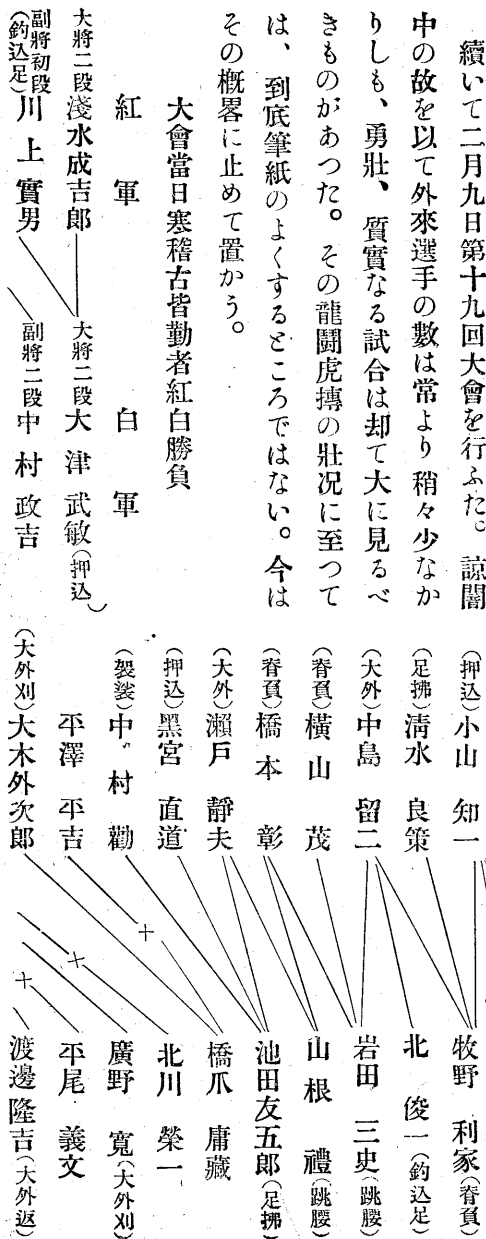 續いて二月九日第十九回大會を行ふた。諒闇
中の故を以て外來選手の數は常より稍々少なか
りしも、勇壯、質實なる試合は却て大に見るべ
きものがあつた。その龍鬪虎摶の壯況に至つて
は、到底筆紙のよくするところではない。今は
その概畧に止めて置かう。
大會當日寒稽古皆勤者紅白勝負
紅軍 白軍
大將二段淺水成吉郎 大將二段大津武敏(押込)
副將初段(釣込足)川上實男 副將二段中村政吉
(押込)小山知一 牧野利家(脊負)
(足拂)淸水良策 北俊一(釣込足)
(大外)中島留二 岩田三史(跳腰)
(脊負)横山茂 山根禮(跳腰)
(脊負)橋本彰 池田友五郎(足拂)
(大外)瀨戶靜夫 橋爪庸藏
(押込)黑宮直道 北川榮一
(袈裟)中村勸 廣野寬(大外刈)
平澤平吉 平尾義文
(大外刈)大木外次郎 渡邊隆吉(大外返)